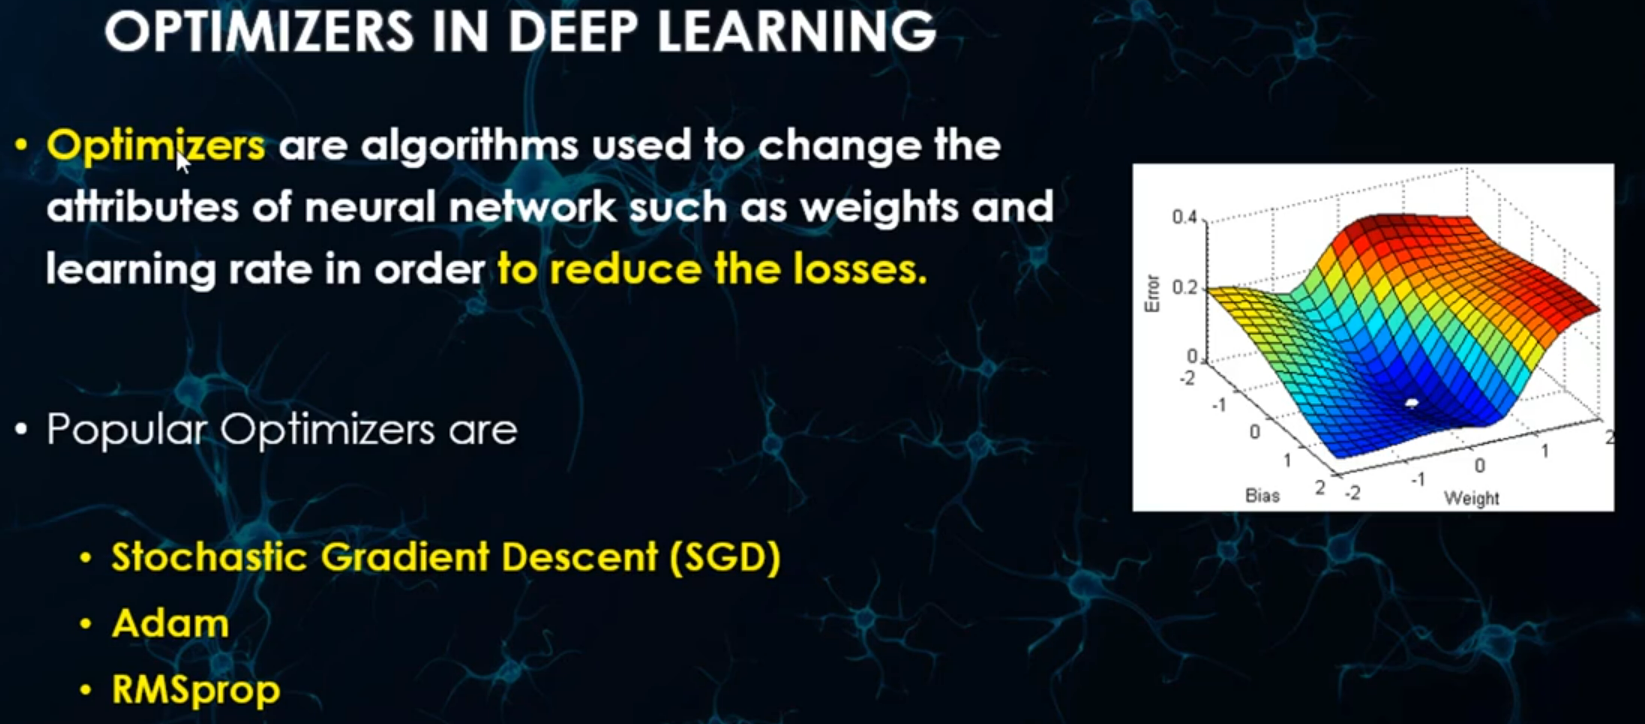 OPTIMIZERS IN DEEP LEARNING
• Optimizers are algorithms used to change the
attributes of neural network such as weights and
learning rate in order to reduce the losses.
• Popular Optimizers are
• Stochastic Gradient Descent (SGD)
• Adam
• RMSprop
0.4
0.2
0
Error
-2
-1
0
1
2
Bias
-2
-1
0
1
2
Weight